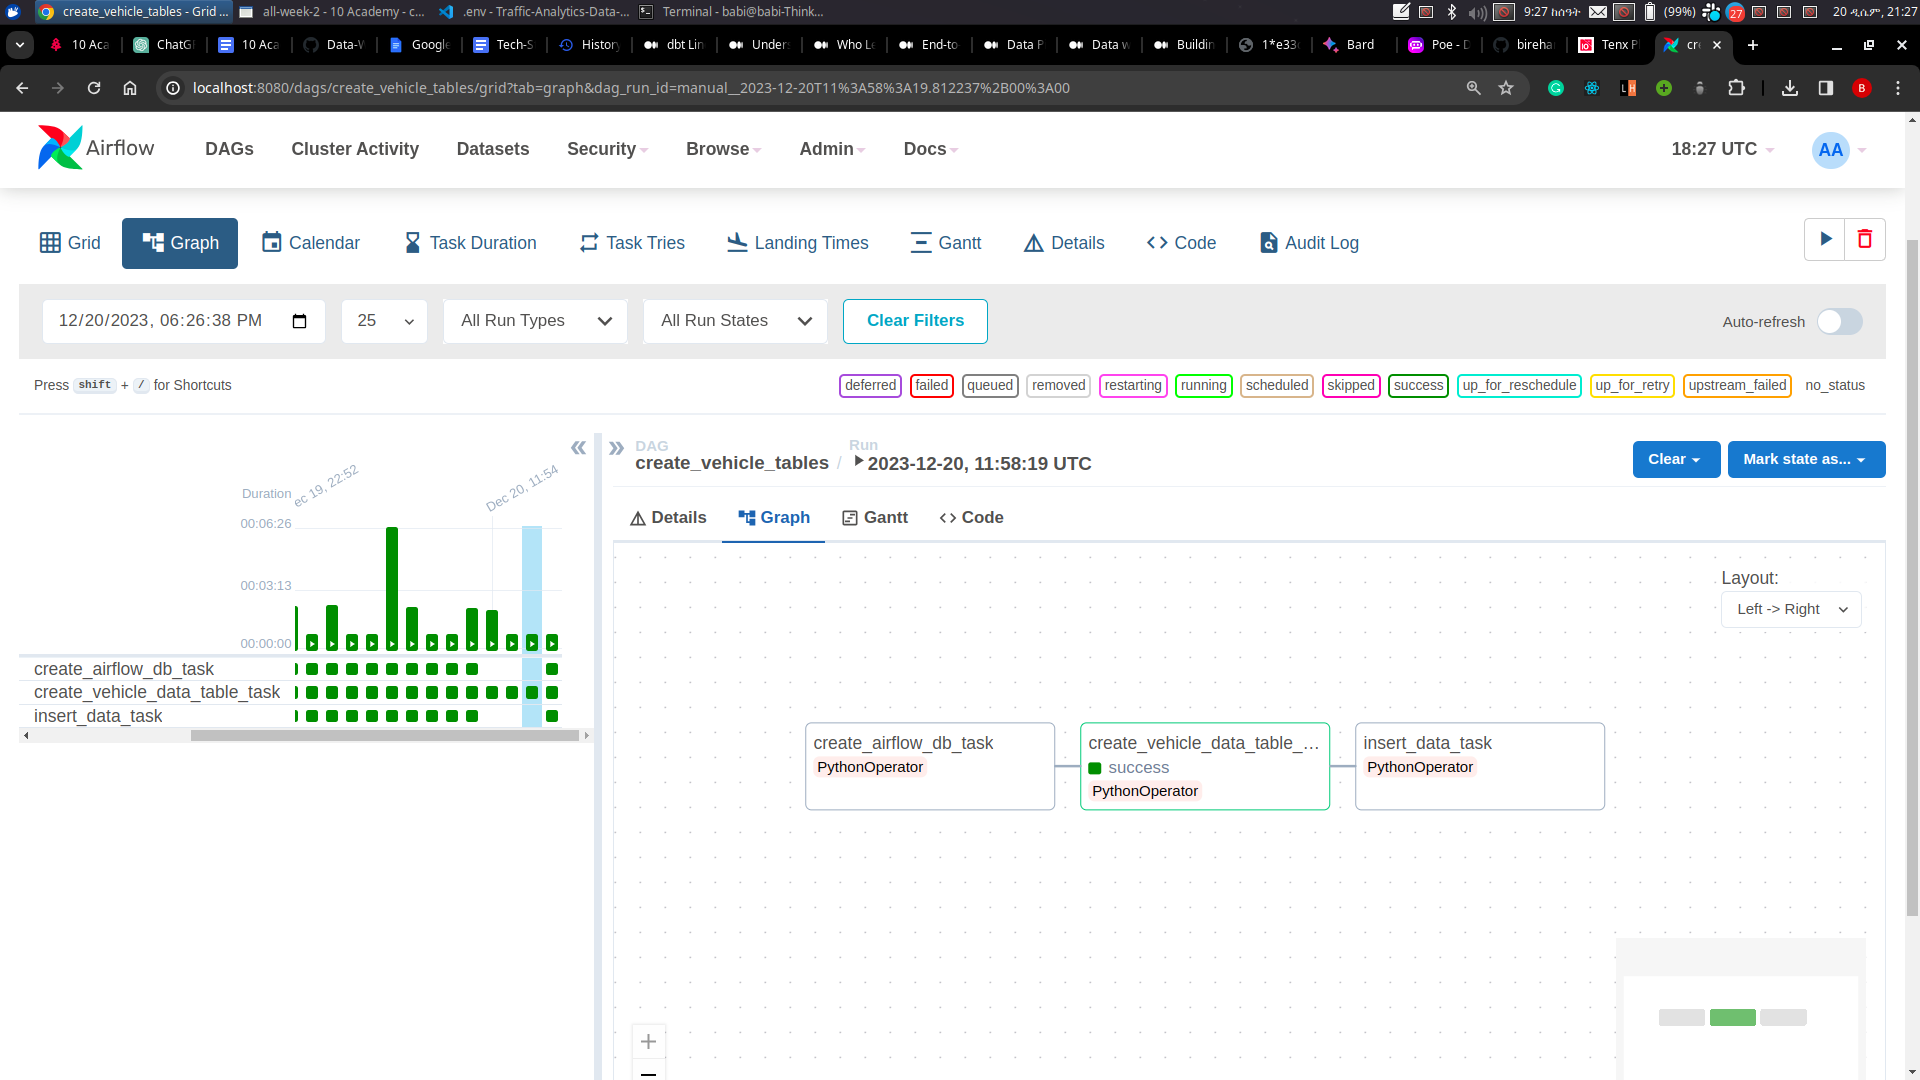 create_vehicle_tables - Grid ...
all-week-2 - 10 Academy - c...
.env - Traffic-Analytics-Data-...
Terminal - babi@babi-Think...
9:27 ከሰዓት
(99%)
27
20 ዲሴም, 21:27
10 Aca
ChatG
10 Aca
Data-W
Google
Tech-S
History
dbt Lin
Unders
Who Le
End-to
Data P
Data w
Buildin
1*e33
Bard
Poe - D
bireha
Tenx P
cr
localhost:8080/dags/create_vehicle_tables/grid?tab=graph&dag_run_id=manual__2023-12-20T11%3A58%3A19.812237%2B00%3A00
B
Airflow
DAGs
Cluster Activity
Datasets
Security
Browse
Admin
Docs
18:27 UTC
AA
Grid
Graph
Calendar
Task Duration
Task Tries
Landing Times
Gantt
Details
Code
Audit Log
12/20/2023, 06:26:38 PM
25
All Run Types
All Run States
Clear Filters
Auto-refresh
Press shift + / for Shortcuts
deferred
failed
queued
removed
restarting
running
scheduled
skipped
success
up_for_reschedule
up_for_retry
upstream_failed
no_status
DAG
create_vehicle_tables /
Run
2023-12-20, 11:58:19 UTC
Clear
Mark state as...
Details
Graph
Gantt
Code
ec 19, 22:52
Dec 20, 11:54
Duration
00:06:26
00:03:13
00:00:00
create_airflow_db_task
create_vehicle_data_table_task
insert_data_task
Layout:
Left -> Right
create_airflow_db_task
PythonOperator
create_vehicle_data_table_...
success
PythonOperator
insert_data_task
PythonOperator